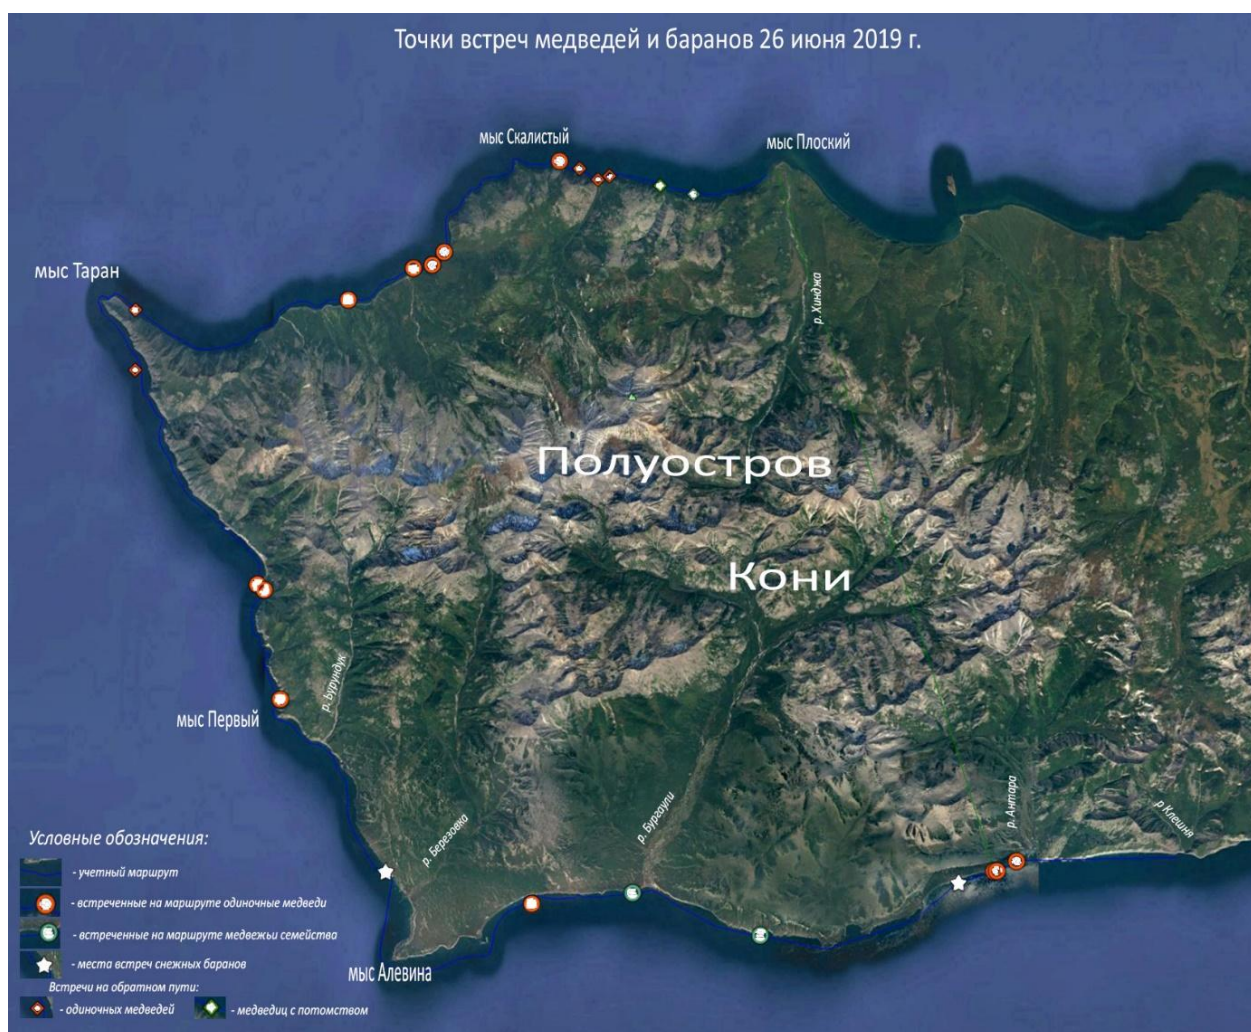 Точки встреч медведей и баранов 26 июня 2019 г.
мыс Скалистый
мыс Плоский
мыс Таран
р. Хинджа
Полуостров
Кони
р. Бурундук
мыс Первый
р. Березовка
р. Бургаули
р. Антара
р Клешня
мыс Алевина
Условные обозначения:
- учетный маршрут
- встреченные на маршруте одиночные медведи
- встреченные на маршруте медвежьи семейства
- места встреч снежных баранов
Встречи на обратном пути:
- одиночных медведей
- медведиц с потомством